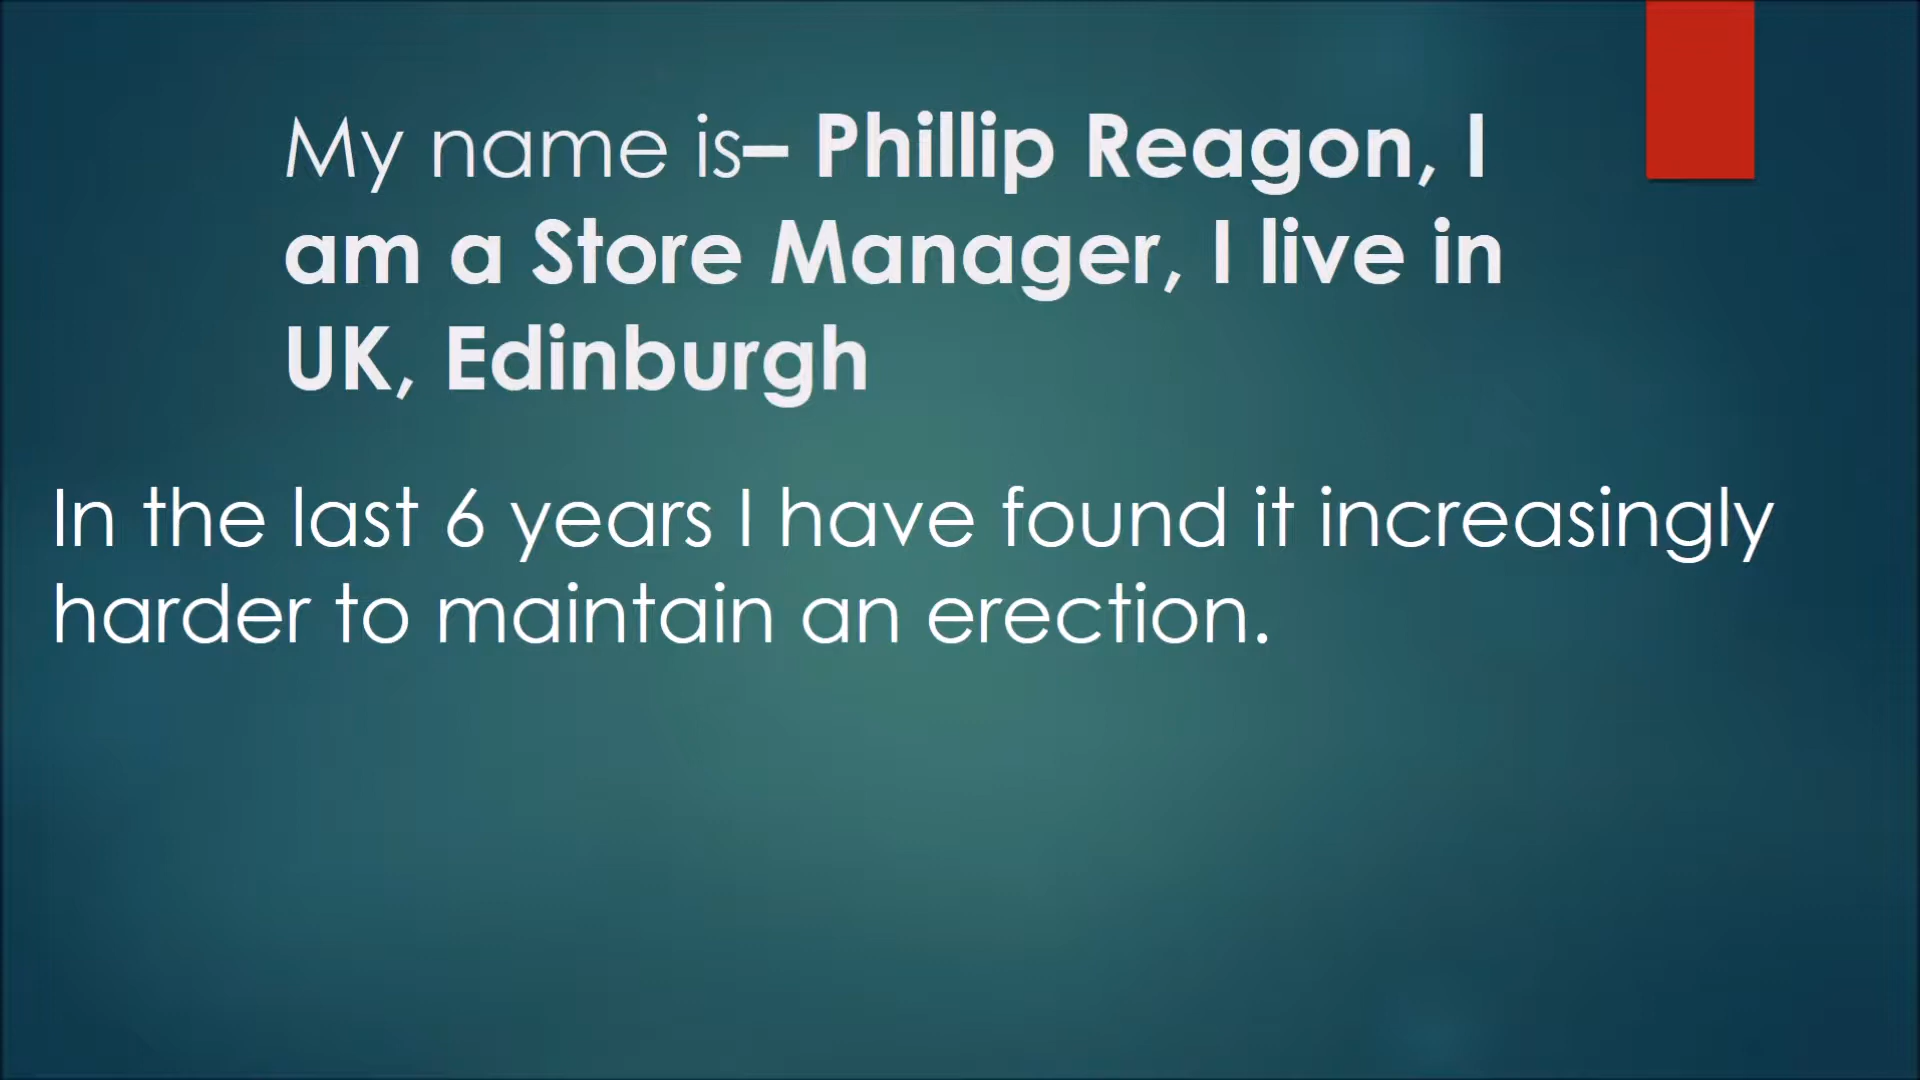 My name is– Phillip Reagon, I
am a Store Manager, I live in
UK, Edinburgh
In the last 6 years I have found it increasingly
harder to maintain an erection.